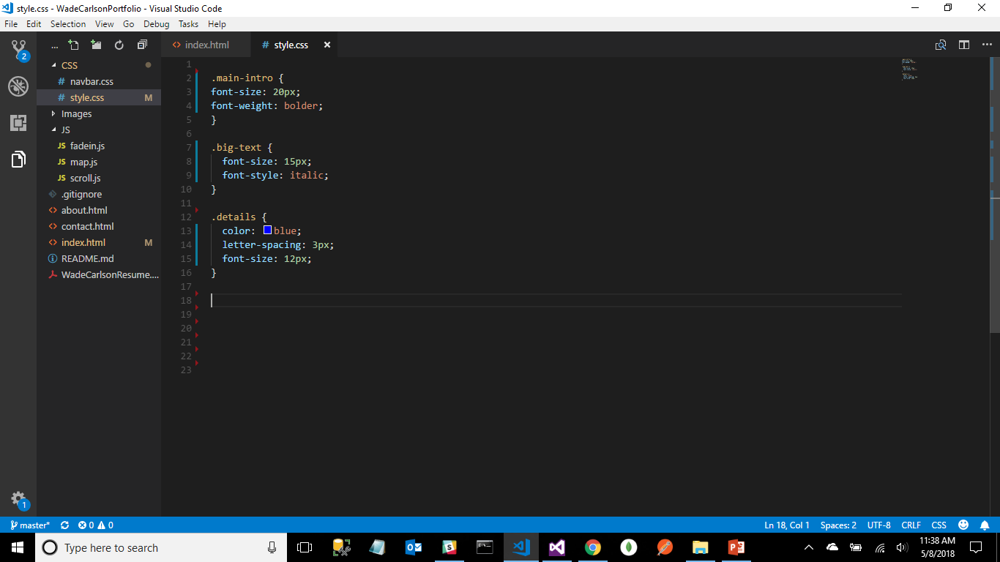 style.css - WadeCarlsonPortfolio - Visual Studio Code
File Edit Selection View Go Debug Tasks Help
2
...
CSS
# navbar.css
# style.css M
Images
JS
JS fadein.js
JS map.js
JS scroll.js
.gitignore
<> about.html
<> contact.html
<> index.html M
README.md
WadeCarlsonResume....
1
<> index.html # style.css
1
2 .main-intro {
3 font-size: 20px;
4 font-weight: bolder;
5 }
6
7 .big-text {
8 font-size: 15px;
9 font-style: italic;
10 }
11
12 .details {
13 color: blue;
14 letter-spacing: 3px;
15 font-size: 12px;
16 }
17
18
19
20
21
22
23
master* 0 0 Ln 18, Col 1 Spaces: 2 UTF-8 CRLF CSS
Type here to search
11:38 AM
5/8/2018